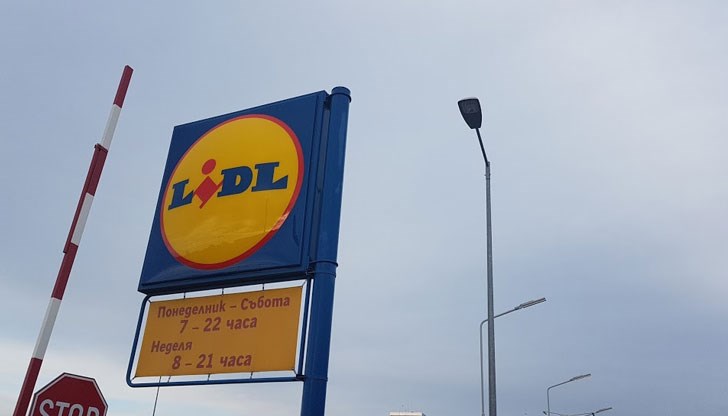 LIDL
Понеделник - Събота
7 - 22 часа
Неделя
8 - 21 часа
STOP